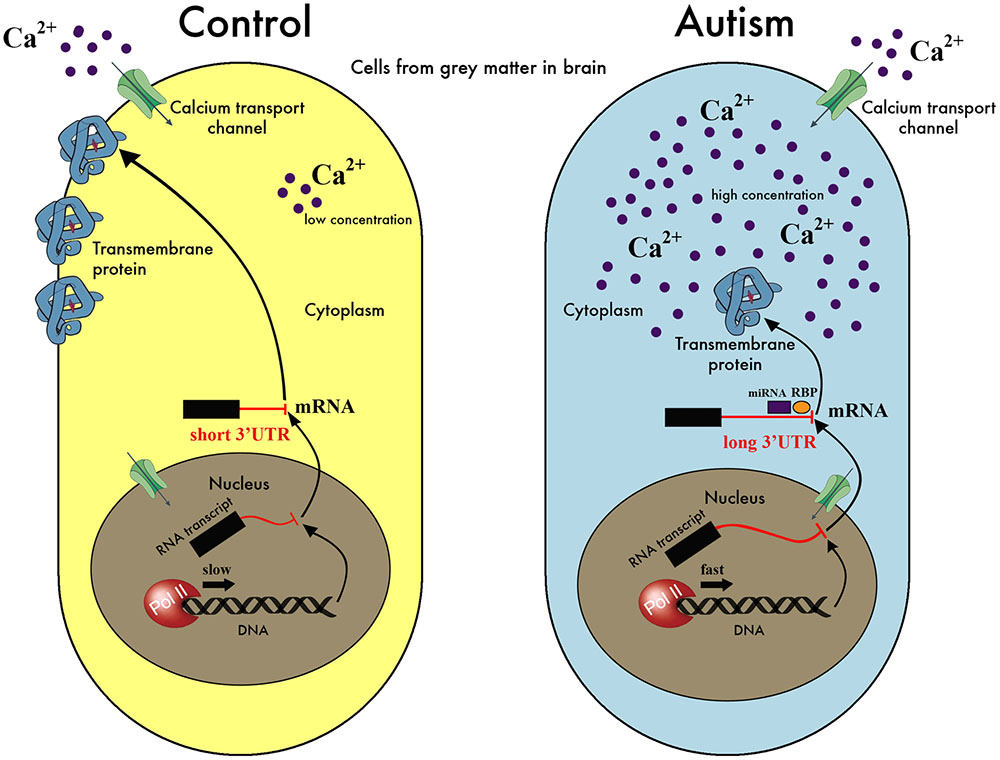 Control
Ca2+
Cells from grey matter in brain
Calcium transport
channel
Ca2+
low concentration
Transmembrane
protein
Cytoplasm
mRNA
short 3'UTR
Nucleus
RNA transcript
slow
Pol II
DNA
Autism
Ca2+
Calcium transport
channel
Ca2+
high concentration
Ca2+
Ca2+
Cytoplasm
Transmembrane
protein
miRNA RBP
mRNA
long 3'UTR
Nucleus
RNA transcript
fast
Pol II
DNA